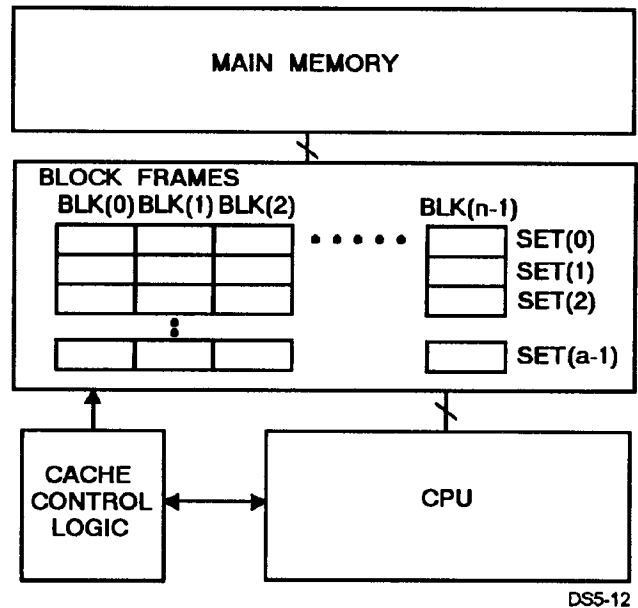 MAIN MEMORY
BLOCK FRAMES
BLK(0) BLK(1) BLK(2) BLK(n-1)
SET(0)
SET(1)
SET(2)
SET(a-1)
CACHE
CONTROL
LOGIC
CPU
DS5-12